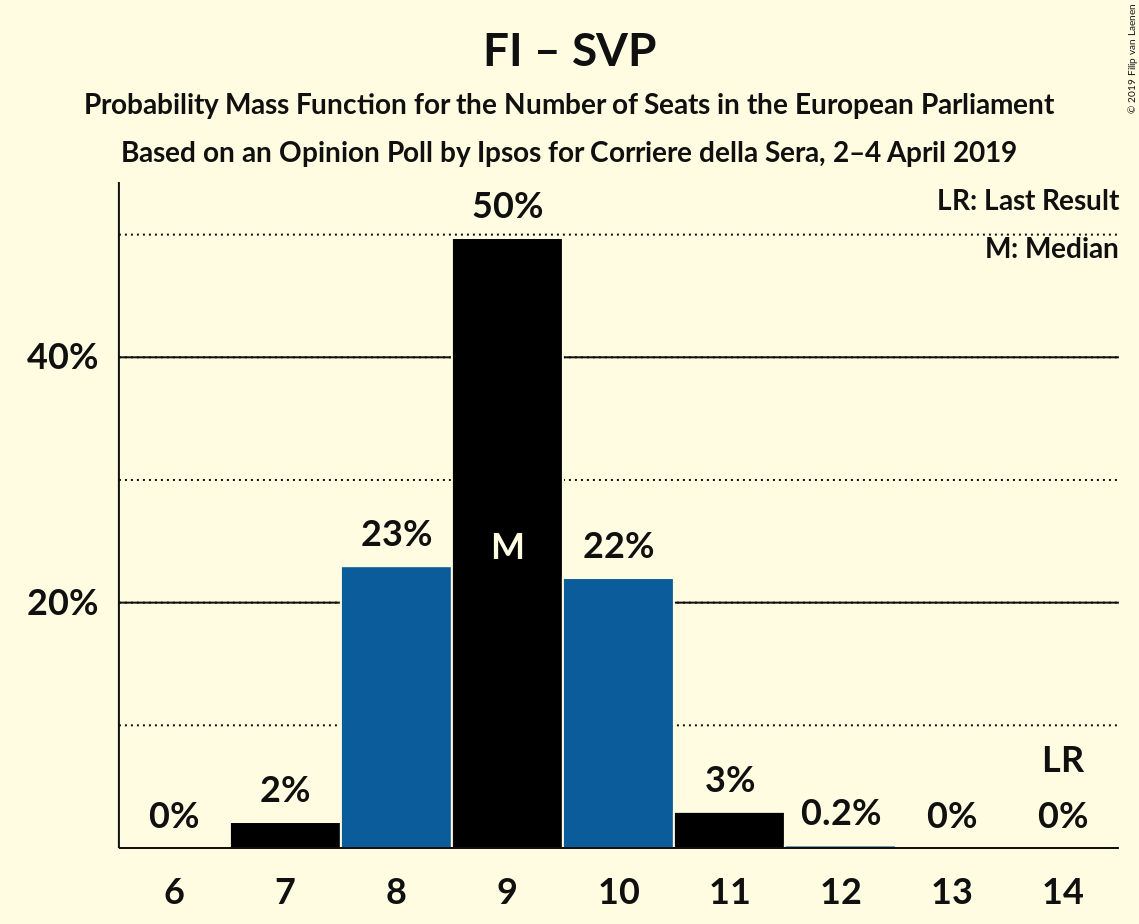 FI – SVP
Probability Mass Function for the Number of Seats in the European Parliament
Based on an Opinion Poll by Ipsos for Corriere della Sera, 2–4 April 2019
© 2019 Filip van Laenen
LR: Last Result
M: Median
50%
40%
23%
M
22%
20%
LR
0%
2%
3%
0.2%
0%
0%
6 7 8 9 10 11 12 13 14